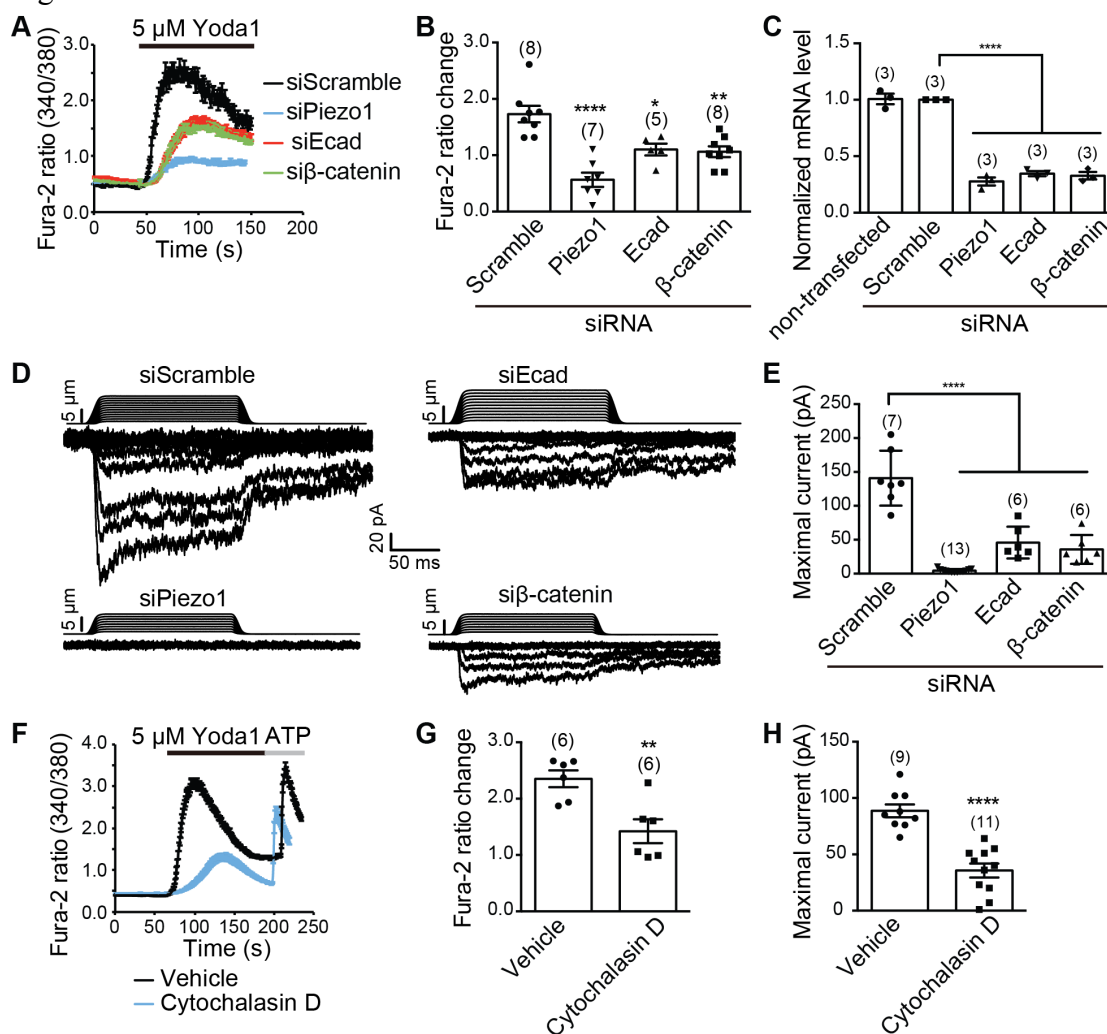 A
5 μM Yoda1
Fura-2 ratio (340/380)
3.0
2.0
1.0
0.0
0 50 100 150 200
Time (s)
siScramble
siPiezo1
siEcad
siβ-catenin
B
Fura-2 ratio change
3.0
2.0
1.0
0.0
(8)
****
(7)
*
(5)
**
(8)
Scramble
Piezo1
Ecad
β-catenin
siRNA
C
Normalized mRNA level
1.5
1.0
0.5
0.0
****
(3)
(3)
(3)
(3)
(3)
non-transfected
Scramble
Piezo1
Ecad
β-catenin
siRNA
D
siScramble
5 μm
siEcad
5 μm
20 pA
50 ms
siPiezo1
5 μm
siβ-catenin
5 μm
E
Maximal current (pA)
250
200
150
100
50
0
****
(7)
(13)
(6)
(6)
Scramble
Piezo1
Ecad
β-catenin
siRNA
F
5 μM Yoda1 ATP
Fura-2 ratio (340/380)
4.0
3.0
2.0
1.0
0.0
0 50 100 150 200 250
Time (s)
Vehicle
Cytochalasin D
G
Fura-2 ratio change
3.0
2.0
1.0
0.0
(6)
**
(6)
Vehicle
Cytochalasin D
H
Maximal current (pA)
150
100
50
0
(9)
****
(11)
Vehicle
Cytochalasin D